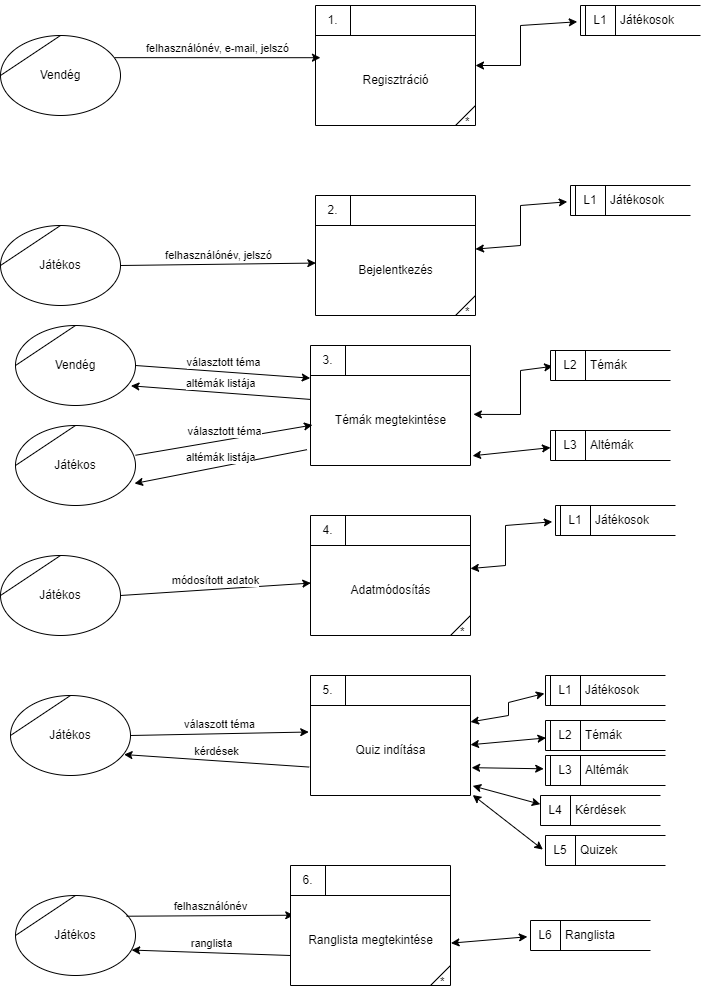 1.
L1 Játékosok
felhasználónév, e-mail, jelszó
Vendég
Regisztráció
*
2.
L1 Játékosok
felhasználónév, jelszó
Játékos
Bejelentkezés
*
3.
Vendég
választott téma
altémák listája
L2 Témák
Témák megtekintése
választott téma
altémák listája
Játékos
L3 Altémák
4.
L1 Játékosok
módosított adatok
Játékos
Adatmódosítás
*
5.
L1 Játékosok
válaszott téma
Játékos
kérdések
Quiz indítása
L2 Témák
L3 Altémák
L4 Kérdések
L5 Quizek
6.
felhasználónév
Játékos
ranglista
Ranglista megtekintése
L6 Ranglista
*